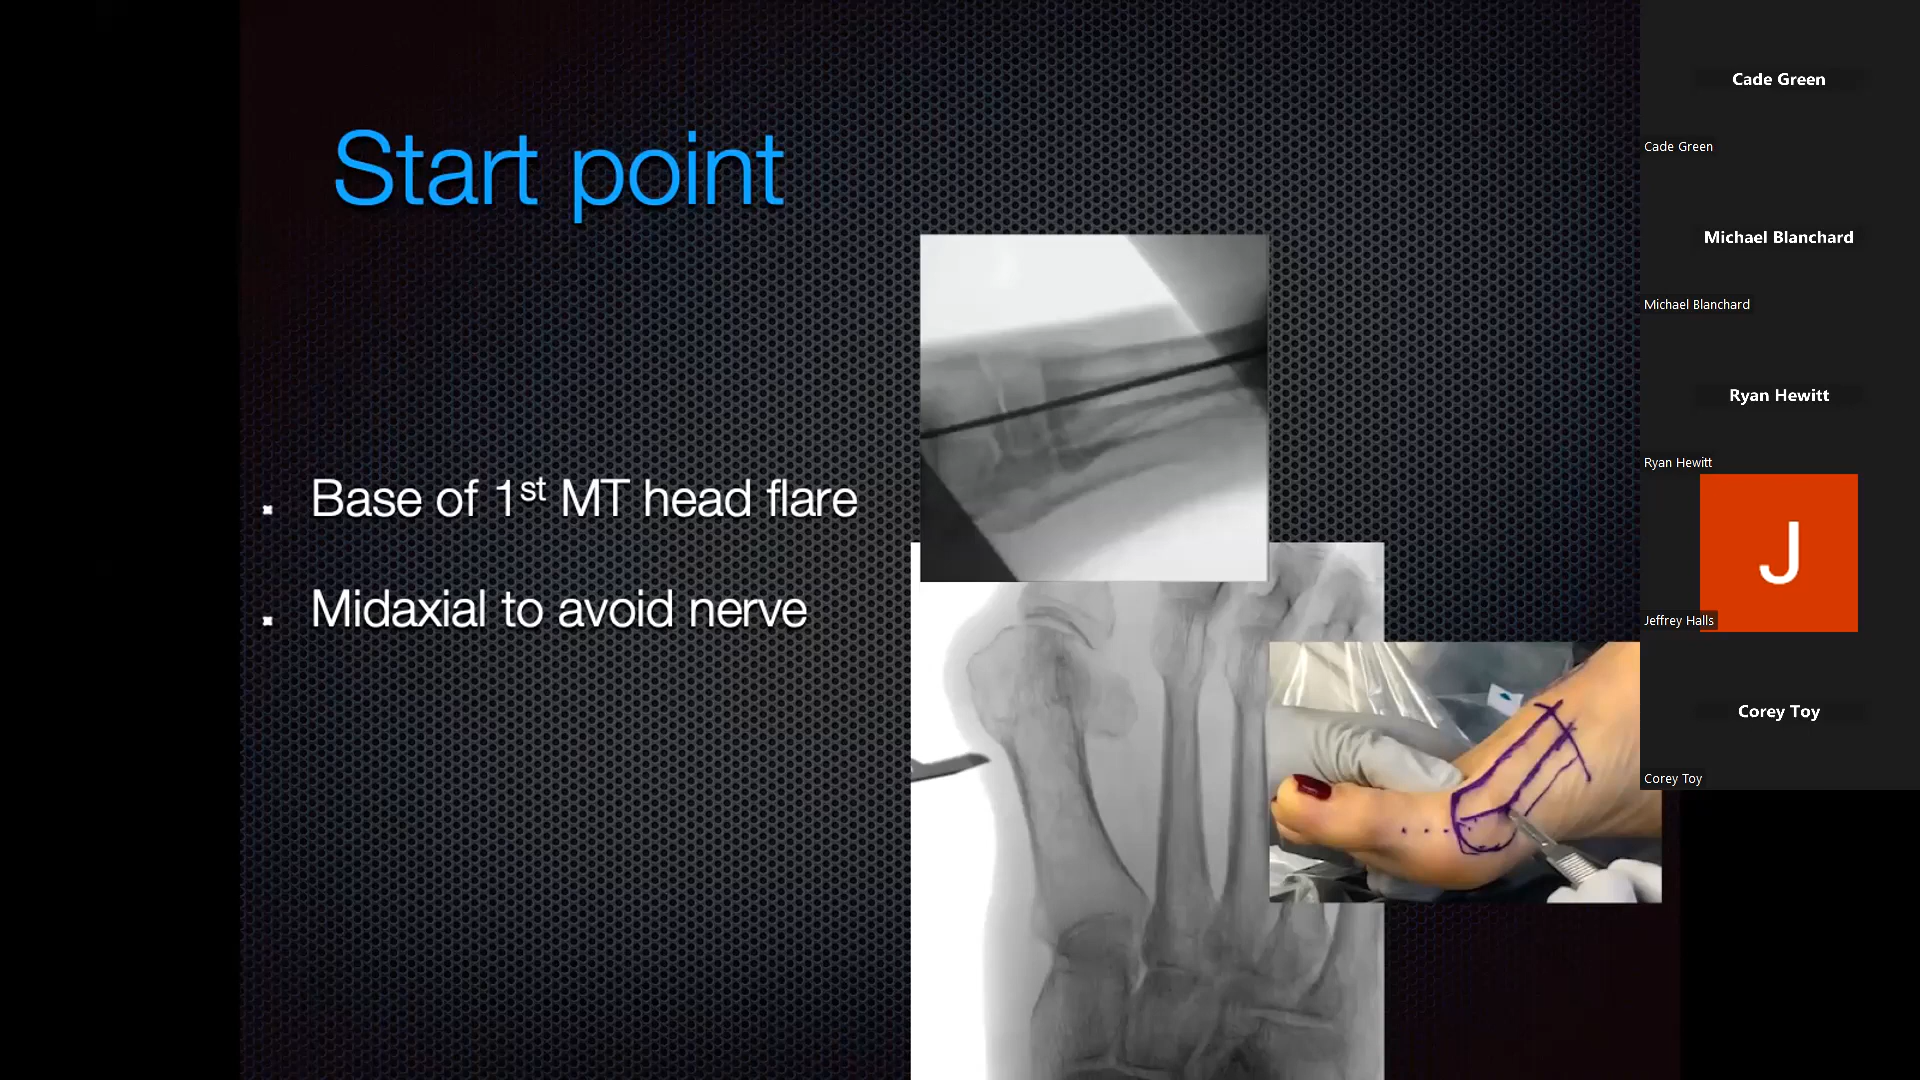 Start point
Base of 1st MT head flare
Midaxial to avoid nerve
Cade Green
Cade Green
Michael Blanchard
Michael Blanchard
Ryan Hewitt
Ryan Hewitt
J
Jeffrey Halls
Corey Toy
Corey Toy